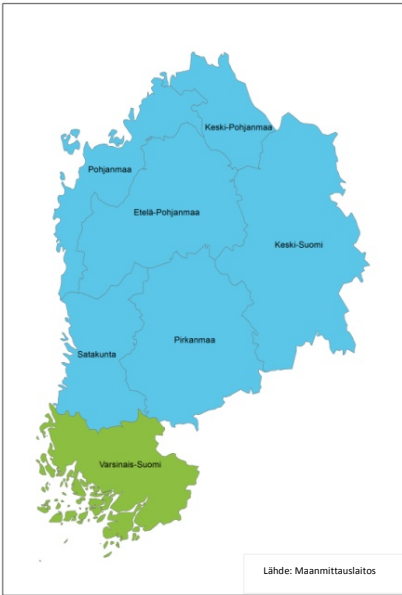 Keski-Pohjanmaa
Pohjanmaa
Etelä-Pohjanmaa
Keski-Suomi
Pirkanmaa
Satakunta
Varsinais-Suomi
Lähde: Maanmittauslaitos